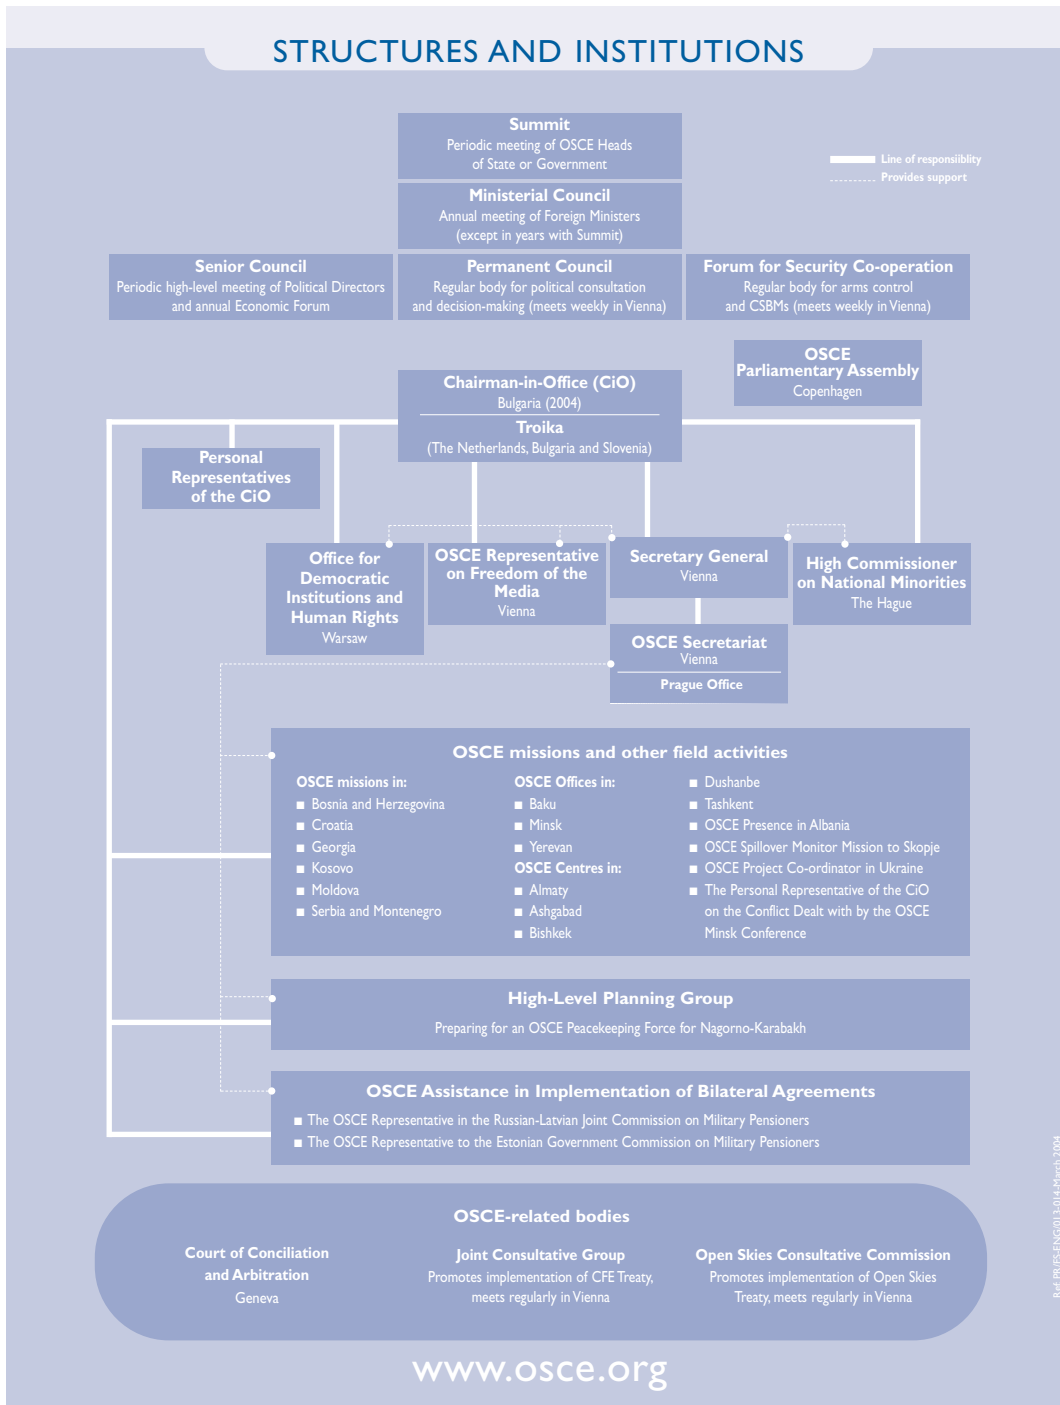 STRUCTURES AND INSTITUTIONS
Summit
Periodic meeting of OSCE Heads
of State or Government
Line of responsiiblity
Provides support
Ministerial Council
Annual meeting of Foreign Ministers
(except in years with Summit)
Senior Council
Periodic high-level meeting of Political Directors
and annual Economic Forum
Permanent Council
Regular body for political consultation
and decision-making (meets weekly in Vienna)
Forum for Security Co-operation
Regular body for arms control
and CSBMs (meets weekly in Vienna)
OSCE
Parliamentary Assembly
Copenhagen
Chairman-in-Office (CiO)
Bulgaria (2004)
Troika
(The Netherlands, Bulgaria and Slovenia)
Personal
Representatives
of the CiO
Office for
Democratic
Institutions and
Human Rights
Warsaw
OSCE Representative
on Freedom of the
Media
Vienna
Secretary General
Vienna
High Commissioner
on National Minorities
The Hague
OSCE Secretariat
Vienna
Prague Office
OSCE missions and other field activities
OSCE missions in:
■ Bosnia and Herzegovina
■ Croatia
■ Georgia
■ Kosovo
■ Moldova
■ Serbia and Montenegro
OSCE Offices in:
■ Baku
■ Minsk
■ Yerevan
OSCE Centres in:
■ Almaty
■ Ashgabad
■ Bishkek
■ Dushanbe
■ Tashkent
■ OSCE Presence in Albania
■ OSCE Spillover Monitor Mission to Skopje
■ OSCE Project Co-ordinator in Ukraine
■ The Personal Representative of the CiO
on the Conflict Dealt with by the OSCE
Minsk Conference
High-Level Planning Group
Preparing for an OSCE Peacekeeping Force for Nagorno-Karabakh
OSCE Assistance in Implementation of Bilateral Agreements
■ The OSCE Representative in the Russian-Latvian Joint Commission on Military Pensioners
■ The OSCE Representative to the Estonian Government Commission on Military Pensioners
OSCE-related bodies
Court of Conciliation
and Arbitration
Geneva
Joint Consultative Group
Promotes implementation of CFE Treaty,
meets regularly in Vienna
Open Skies Consultative Commission
Promotes implementation of Open Skies
Treaty, meets regularly in Vienna
www.osce.org
Ref. PR/FS-ENG/013-014-March 2004